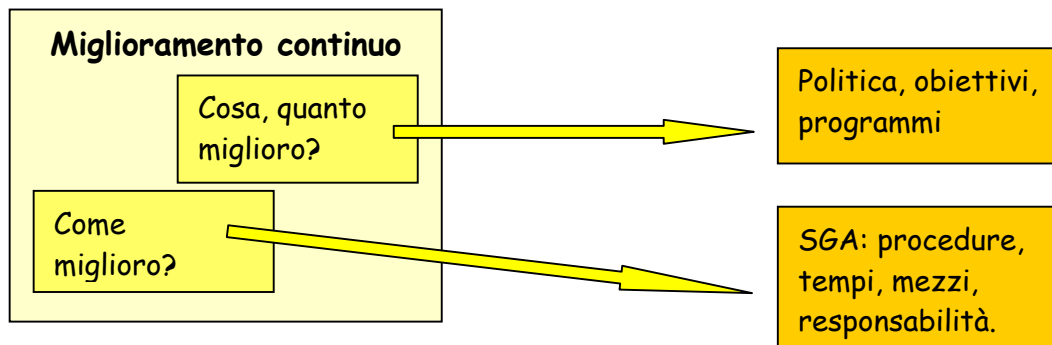 Miglioramento continuo
Cosa, quanto
miglioro?
Come
miglioro?
Politica, obiettivi,
programmi
SGA: procedure,
tempi, mezzi,
responsabilità.